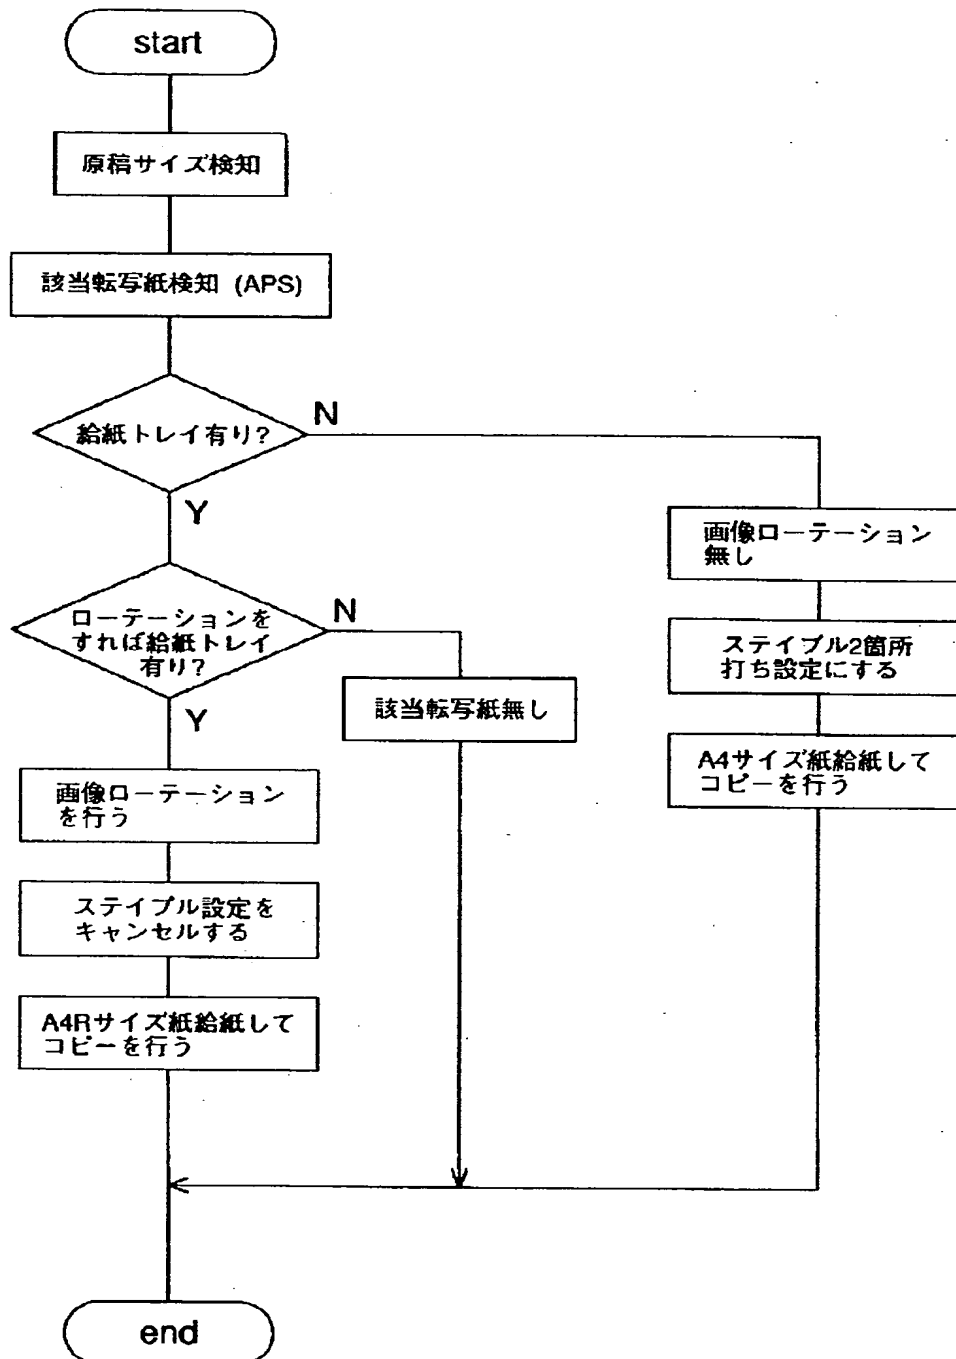 start
原稿サイズ検知
該当転写紙検知 (APS)
給紙トレイ有り?
N
Y
ローテーションを
すれば給紙トレイ
有り?
N
Y
画像ローテーション
を行う
ステイプル設定を
キャンセルする
A4Rサイズ紙給紙して
コピーを行う
該当転写紙無し
画像ローテーション
無し
ステイプル2箇所
打ち設定にする
A4サイズ紙給紙して
コピーを行う
end